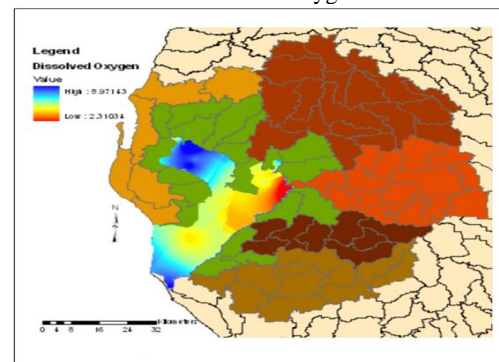 Legend
Dissolved Oxygen
Value
High : 8.97143
Low : 2.31034
N
0 4 8 16 24 32
Kilometers